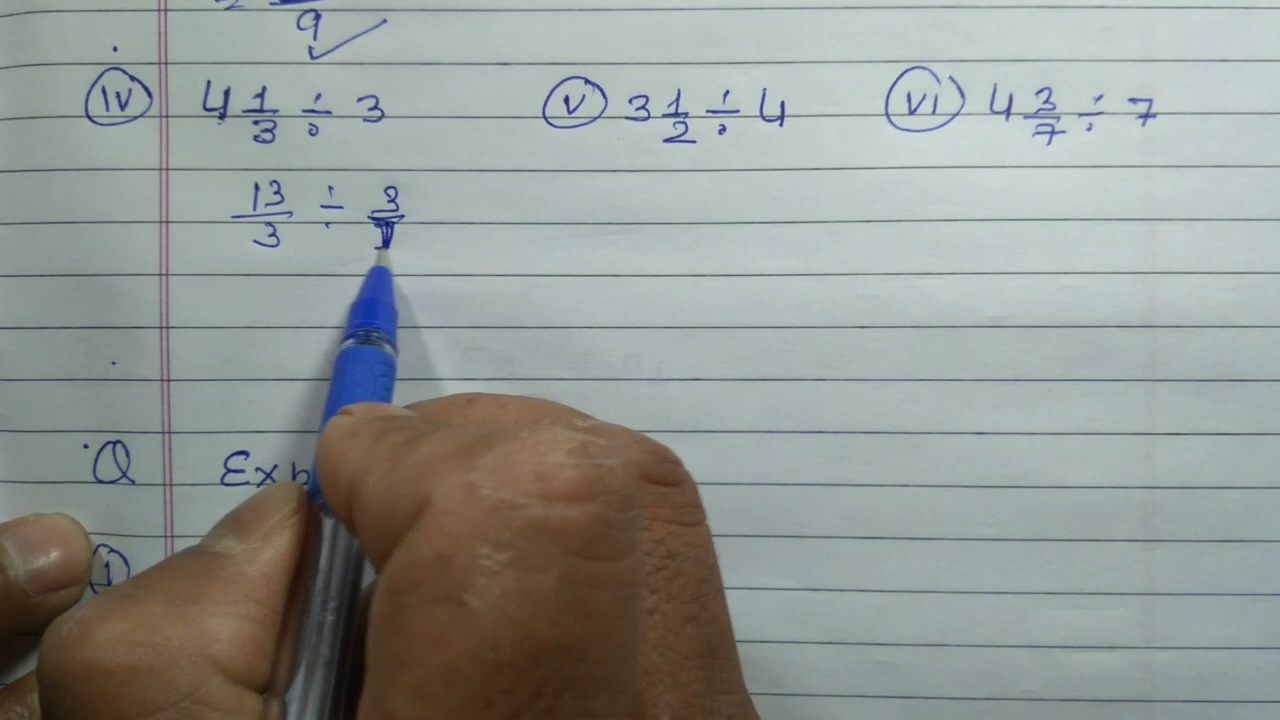 9
(iv) 4 1/3 ÷ 3 (v) 3 1/2 ÷ 4 (vi) 4 3/7 ÷ 7
13/3 ÷ 3/1
Q
(i)